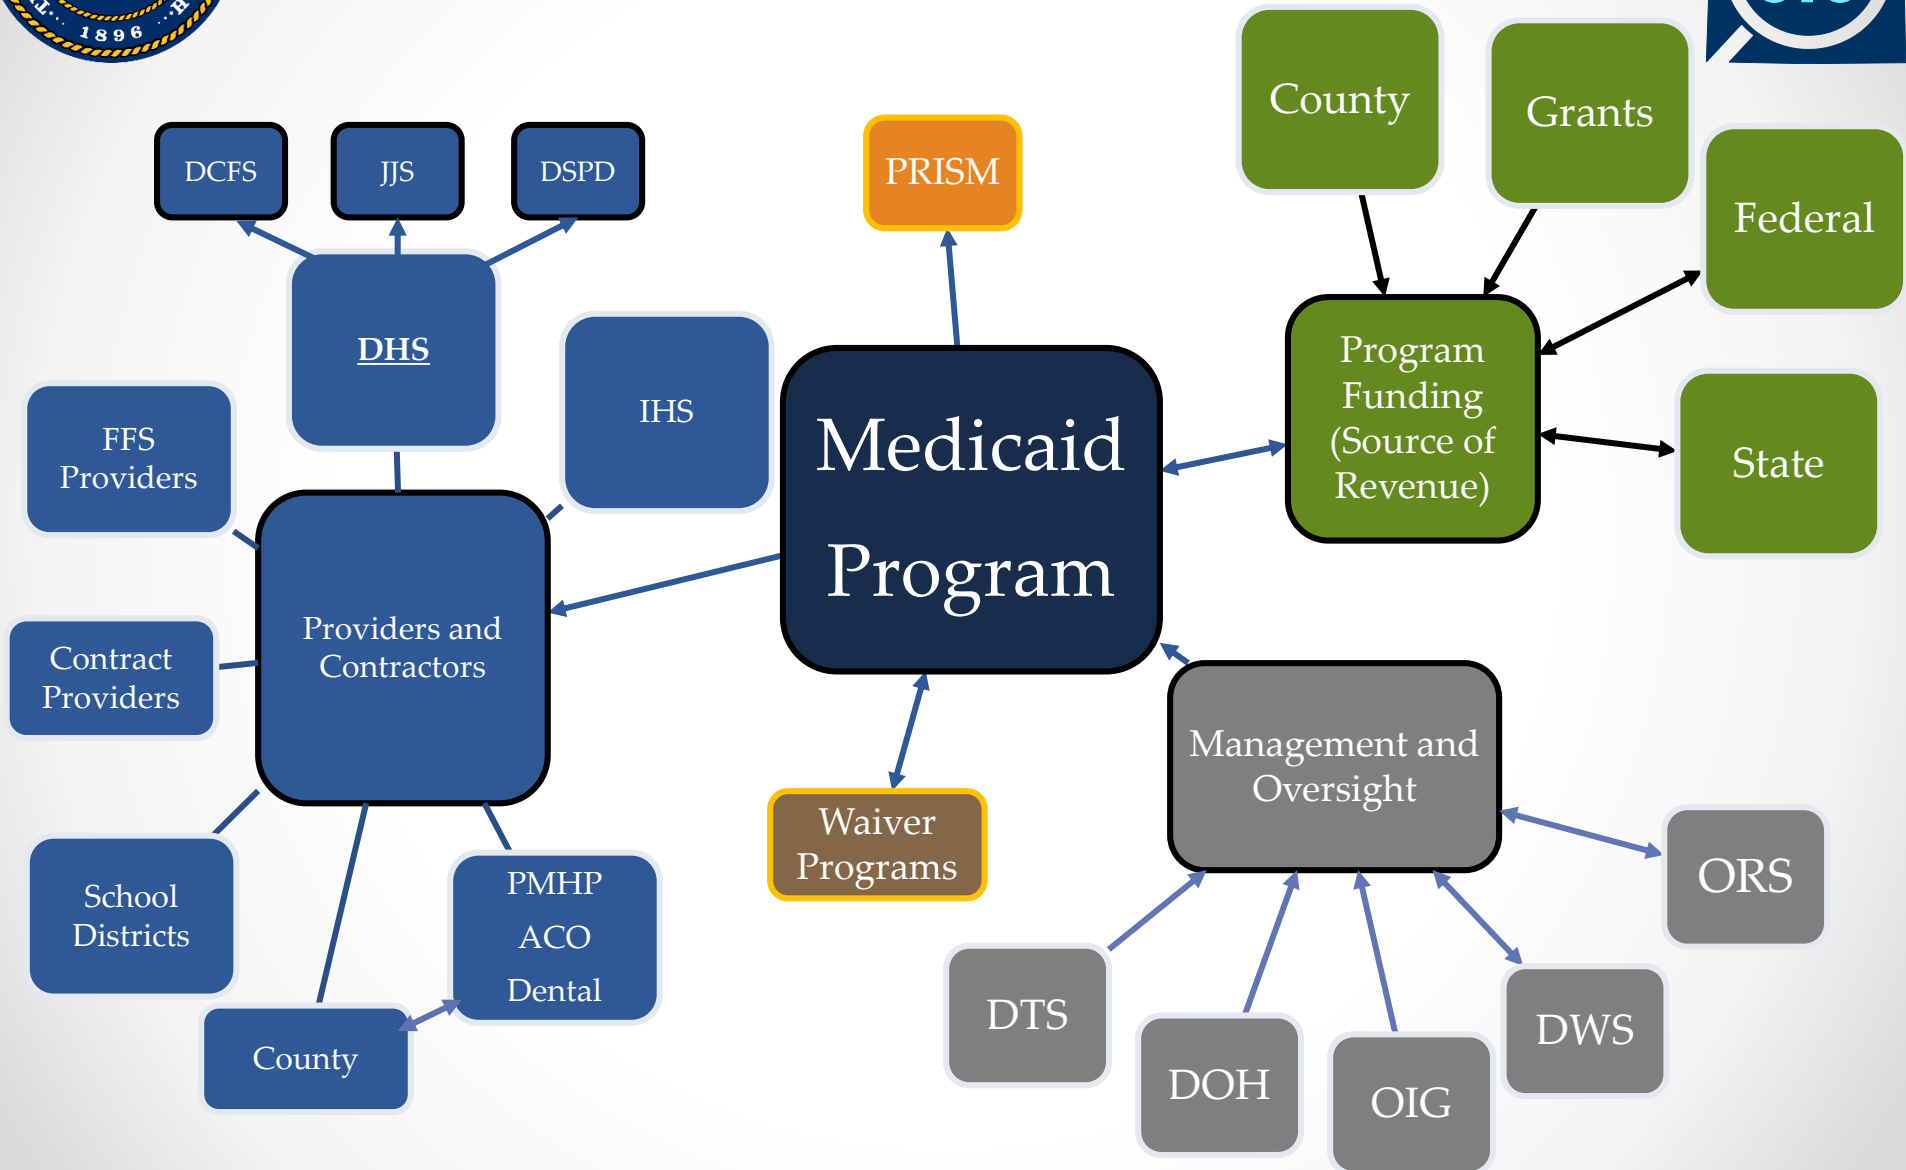 1896
County
Grants
DCFS
JJS
DSPD
PRISM
Federal
DHS
IHS
Program
Funding
(Source of
Revenue)
FFS
Providers
Medicaid
Program
State
Providers and
Contractors
Contract
Providers
Management and
Oversight
Waiver
Programs
ORS
School
Districts
PMHP
ACO
Dental
County
DTS
DOH
OIG
DWS